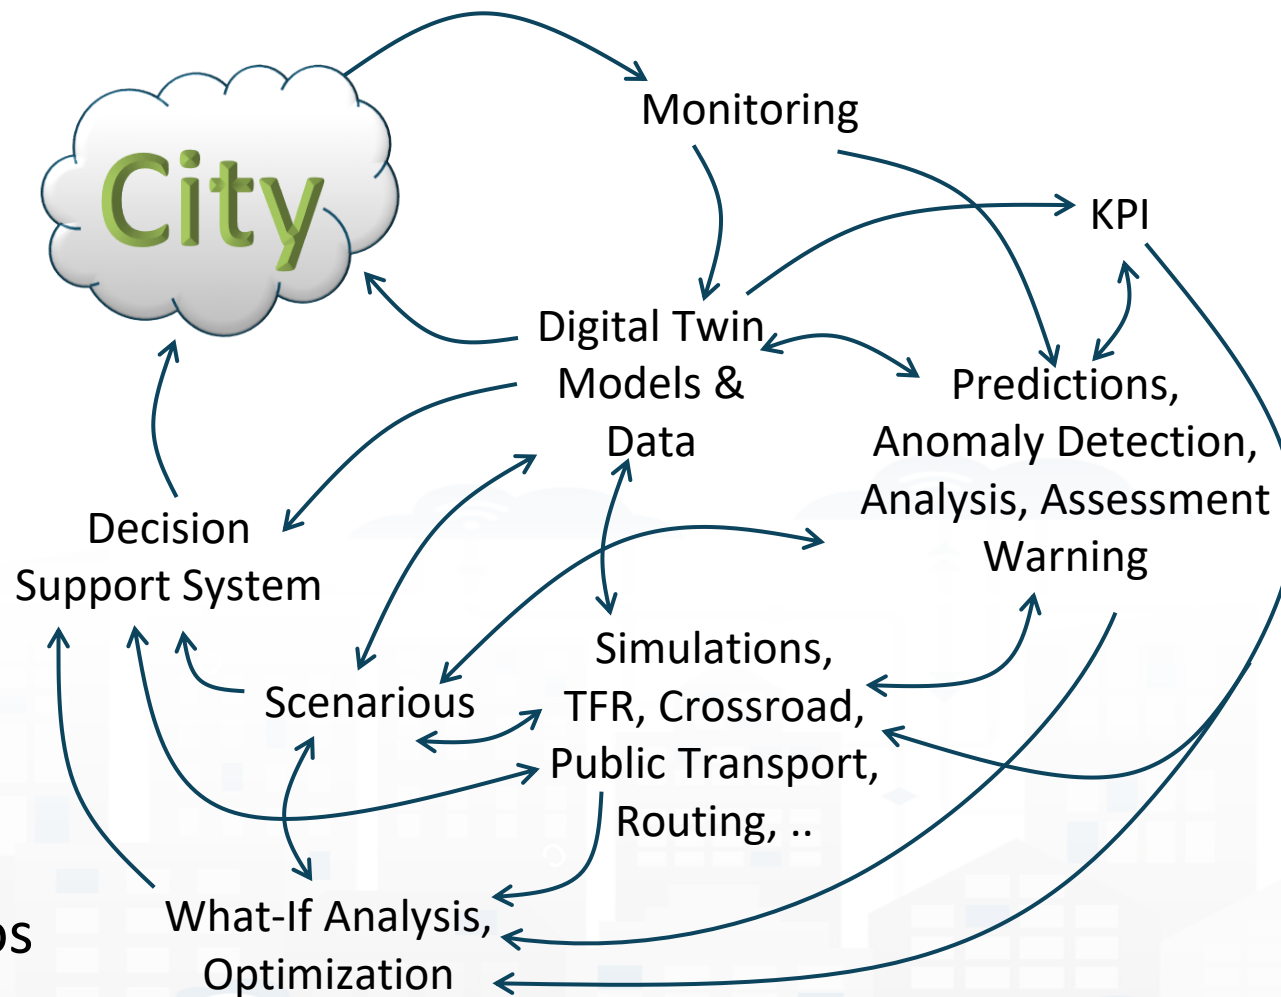 Monitoring
City
KPI
Digital Twin
Models &
Data
Predictions,
Anomaly Detection,
Analysis, Assessment
Warning
Decision
Support System
Scenarious
Simulations,
TFR, Crossroad,
Public Transport,
Routing, ..
What-If Analysis,
Optimization